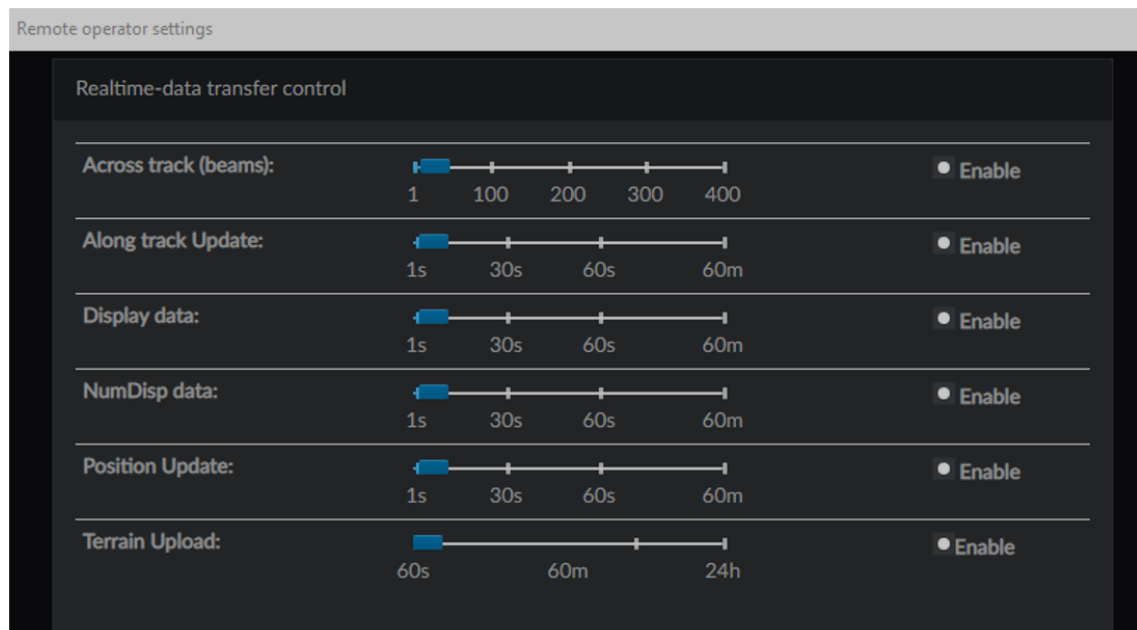 Remote operator settings
Realtime-data transfer control
Across track (beams): Enable
1 100 200 300 400
Along track Update: Enable
1s 30s 60s 60m
Display data: Enable
1s 30s 60s 60m
NumDisp data: Enable
1s 30s 60s 60m
Position Update: Enable
1s 30s 60s 60m
Terrain Upload: Enable
60s 60m 24h